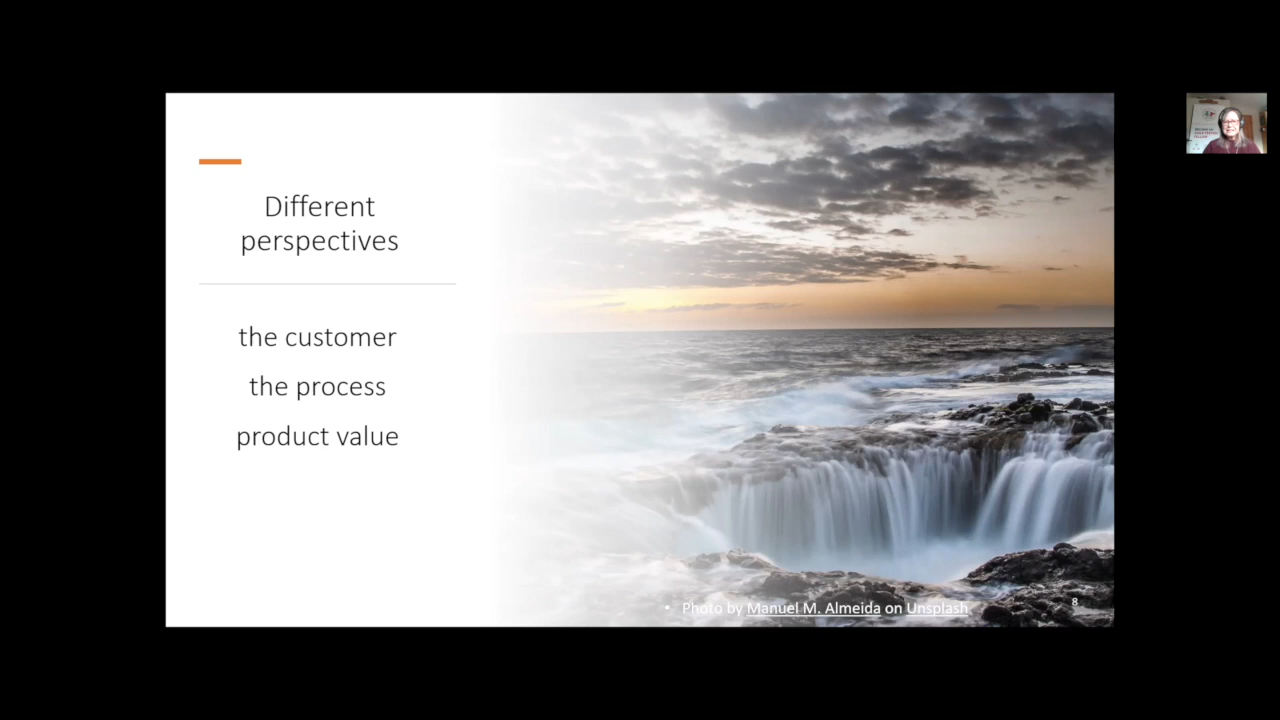 Different
perspectives
the customer
the process
product value
• Photo by Manuel M. Almeida on Unsplash
8